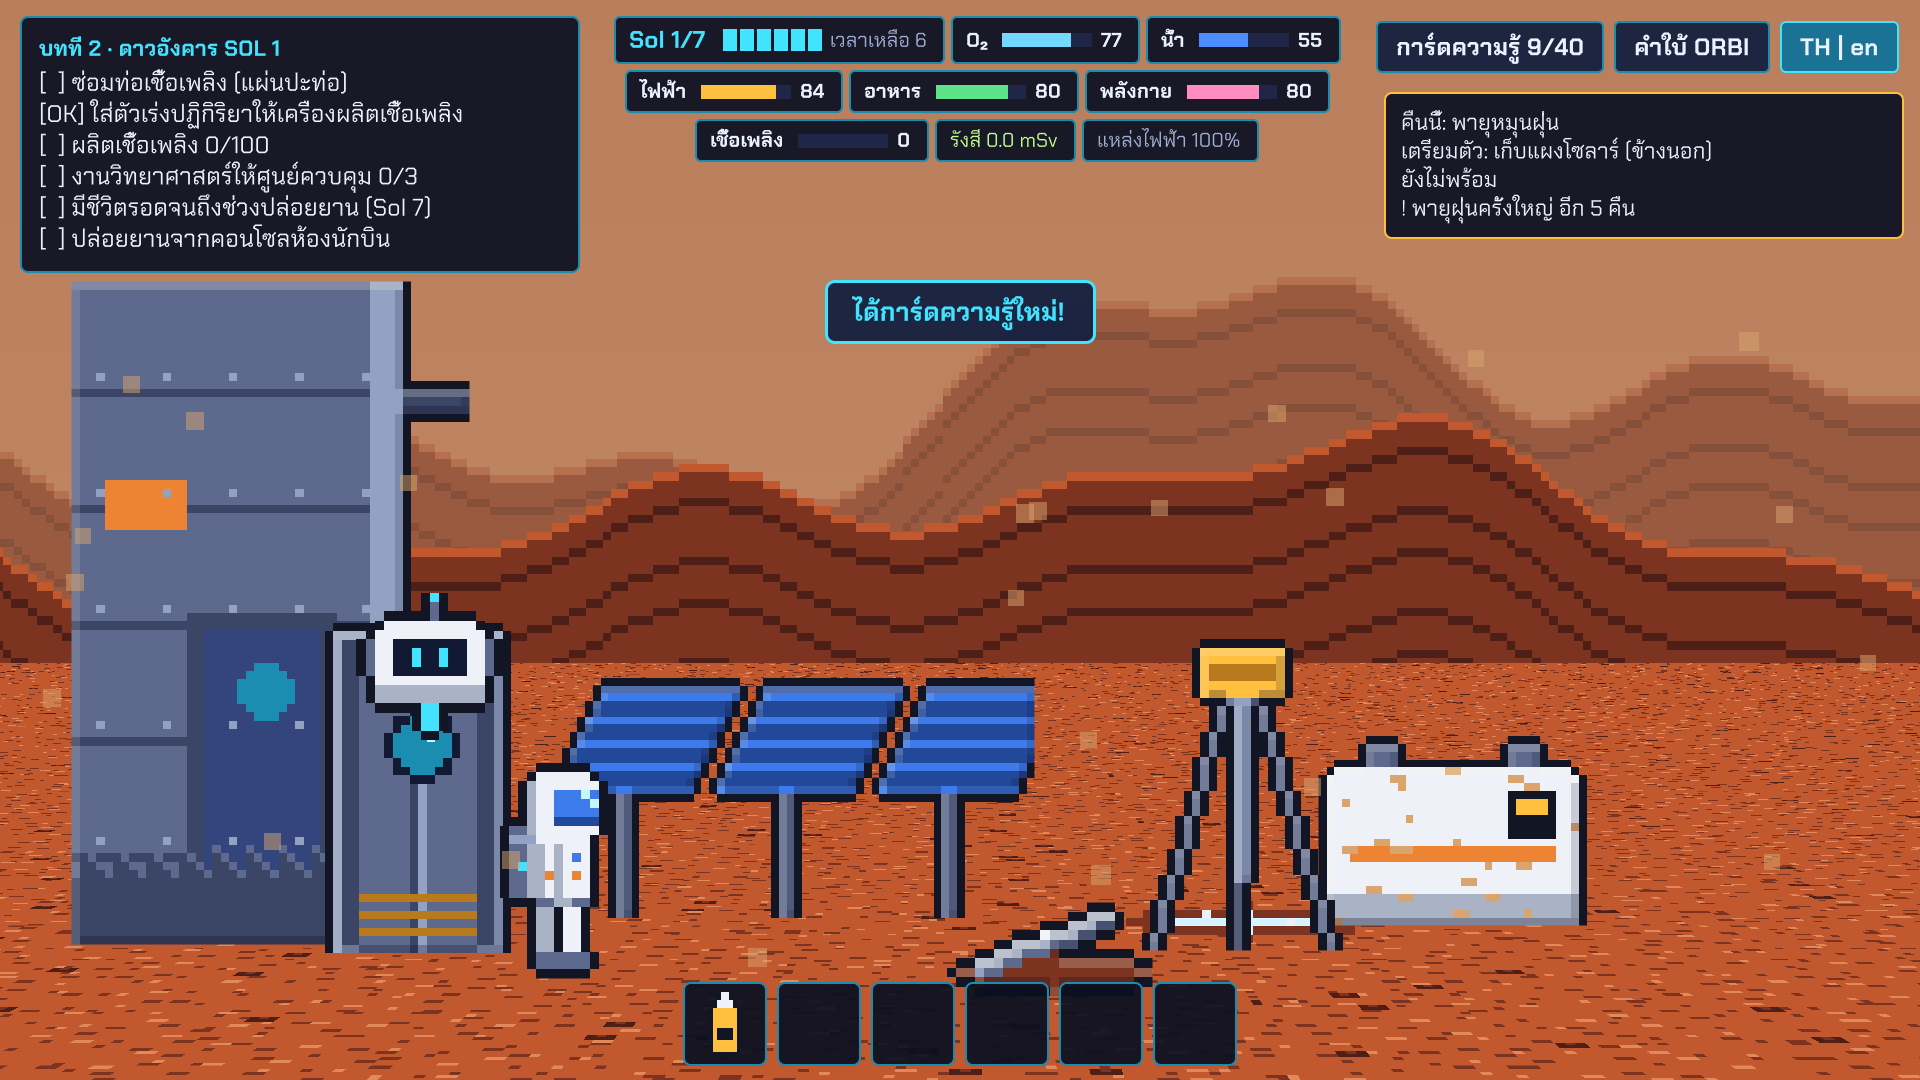 บทที่ 2 · ดาวอังคาร SOL 1
[ ] ซ่อมท่อเชื้อเพลิง (แผ่นปะท่อ)
[OK] ใส่ตัวเร่งปฏิกิริยาให้เครื่องผลิตเชื้อเพลิง
[ ] ผลิตเชื้อเพลิง 0/100
[ ] งานวิทยาศาสตร์ให้ศูนย์ควบคุม 0/3
[ ] มีชีวิตรอดจนถึงช่วงปล่อยยาน (Sol 7)
[ ] ปล่อยยานจากคอนโซลห้องนักบิน
Sol 1/7 เวลาเหลือ 6
O₂ 77
น้ำ 55
ไฟฟ้า 84
อาหาร 80
พลังกาย 80
เชื้อเพลิง 0
รังสี 0.0 mSv
แหล่งไฟฟ้า 100%
การ์ดความรู้ 9/40
คำใบ้ ORBI
TH | en
คืนนี้: พายุหมุนฝุ่น
เตรียมตัว: เก็บแผงโซลาร์ (ข้างนอก)
ยังไม่พร้อม
! พายุฝุ่นครั้งใหญ่ อีก 5 คืน
ได้การ์ดความรู้ใหม่!